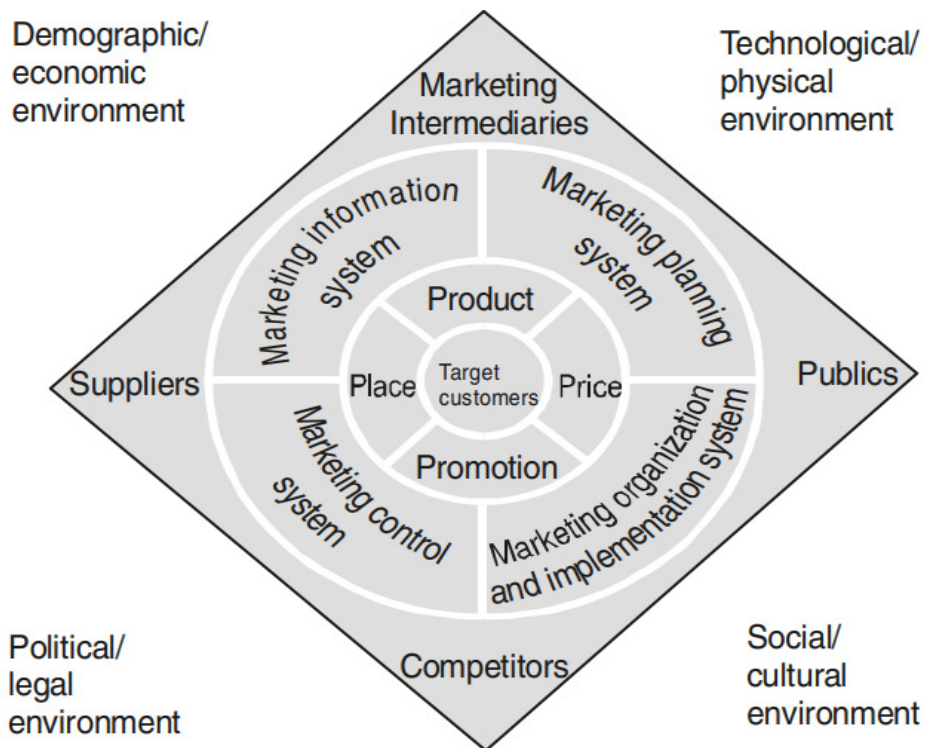 Demographic/
economic
environment
Technological/
physical
environment
Marketing
Intermediaries
Marketing information
system
Marketing planning
system
Product
Suppliers
Place
Target
customers
Price
Publics
Promotion
Marketing control
system
Marketing organization
and implementation system
Competitors
Political/
legal
environment
Social/
cultural
environment